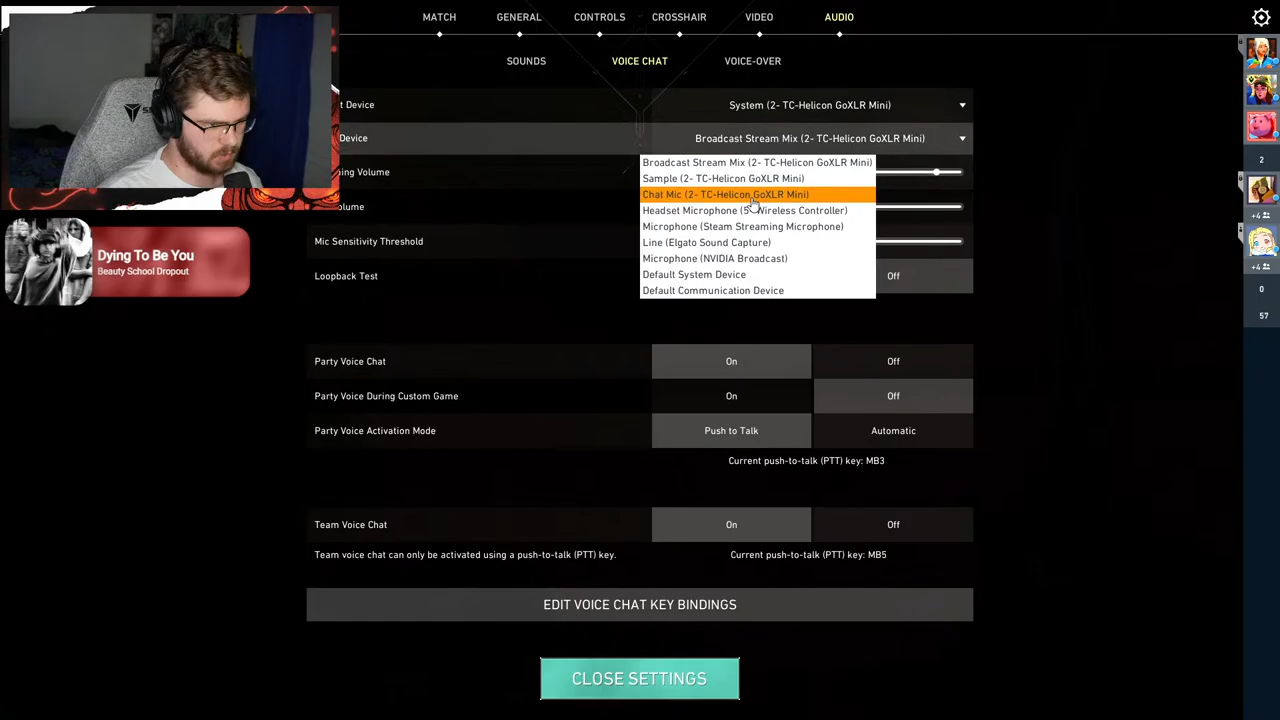 MATCH GENERAL CONTROLS CROSSHAIR VIDEO AUDIO
SOUNDS VOICE CHAT VOICE-OVER
t Device System (2- TC-Helicon GoXLR Mini)
Device Broadcast Stream Mix (2- TC-Helicon GoXLR Mini)
Broadcast Stream Mix (2- TC-Helicon GoXLR Mini)
ning Volume
Sample (2- TC-Helicon GoXLR Mini)
Chat Mic (2- TC-Helicon GoXLR Mini)
olume
Headset Microphone (5- Wireless Controller)
Microphone (Steam Streaming Microphone)
Mic Sensitivity Threshold
Line (Elgato Sound Capture)
Microphone (NVIDIA Broadcast)
Loopback Test Off
Default System Device
Default Communication Device
Dying To Be You
Beauty School Dropout
Party Voice Chat On Off
Party Voice During Custom Game On Off
Party Voice Activation Mode Push to Talk Automatic
Current push-to-talk (PTT) key: MB3
Team Voice Chat On Off
Team voice chat can only be activated using a push-to-talk (PTT) key. Current push-to-talk (PTT) key: MB5
EDIT VOICE CHAT KEY BINDINGS
CLOSE SETTINGS
2
+4
+4
0
57